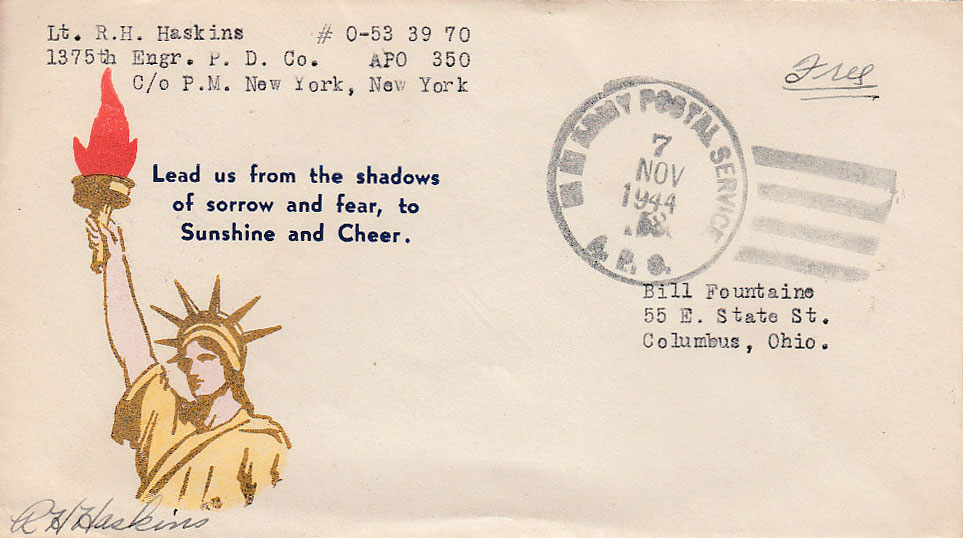 Lt. R.H. Haskins # 0-53 39 70
1375th Engr. P. D. Co. APO 350
C/o P.M. New York, New York
Free
ARMY POSTAL SERVICE
7
NOV
1944
A. P. O.
Lead us from the shadows
of sorrow and fear, to
Sunshine and Cheer.
Bill Fountaine
55 E. State St.
Columbus, Ohio.
R H Haskins